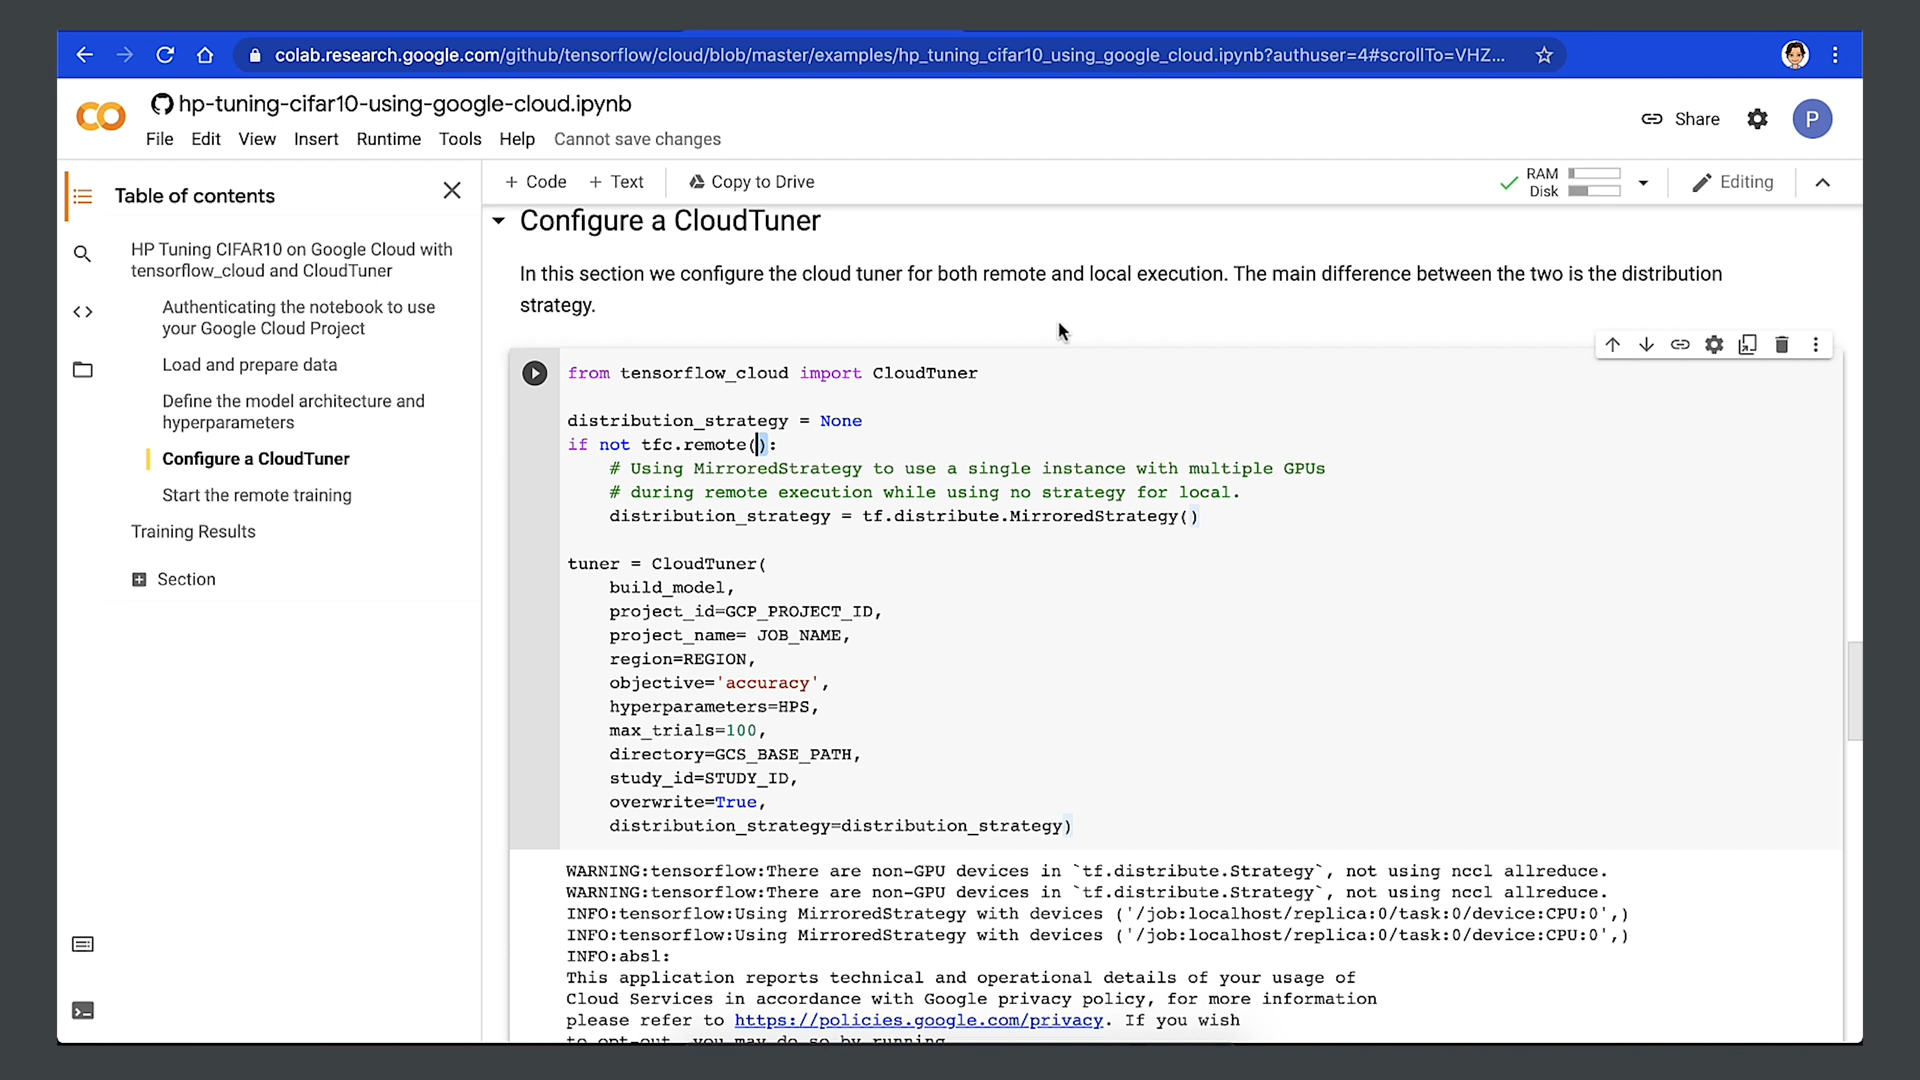 colab.research.google.com/github/tensorflow/cloud/blob/master/examples/hp_tuning_cifar10_using_google_cloud.ipynb?authuser=4#scrollTo=VHZ...
hp-tuning-cifar10-using-google-cloud.ipynb
File Edit View Insert Runtime Tools Help Cannot save changes
Share
P
Table of contents
+ Code + Text Copy to Drive
RAM
Disk
Editing
HP Tuning CIFAR10 on Google Cloud with
tensorflow_cloud and CloudTuner
Authenticating the notebook to use
your Google Cloud Project
Load and prepare data
Define the model architecture and
hyperparameters
Configure a CloudTuner
Start the remote training
Training Results
Section
Configure a CloudTuner
In this section we configure the cloud tuner for both remote and local execution. The main difference between the two is the distribution
strategy.
from tensorflow_cloud import CloudTuner
distribution_strategy = None
if not tfc.remote():
# Using MirroredStrategy to use a single instance with multiple GPUs
# during remote execution while using no strategy for local.
distribution_strategy = tf.distribute.MirroredStrategy()
tuner = CloudTuner(
build_model,
project_id=GCP_PROJECT_ID,
project_name= JOB_NAME,
region=REGION,
objective='accuracy',
hyperparameters=HPS,
max_trials=100,
directory=GCS_BASE_PATH,
study_id=STUDY_ID,
overwrite=True,
distribution_strategy=distribution_strategy)
WARNING:tensorflow:There are non-GPU devices in `tf.distribute.Strategy`, not using nccl allreduce.
WARNING:tensorflow:There are non-GPU devices in `tf.distribute.Strategy`, not using nccl allreduce.
INFO:tensorflow:Using MirroredStrategy with devices ('/job:localhost/replica:0/task:0/device:CPU:0',)
INFO:tensorflow:Using MirroredStrategy with devices ('/job:localhost/replica:0/task:0/device:CPU:0',)
INFO:absl:
This application reports technical and operational details of your usage of
Cloud Services in accordance with Google privacy policy, for more information
please refer to https://policies.google.com/privacy. If you wish
to opt-out, you may do so by running